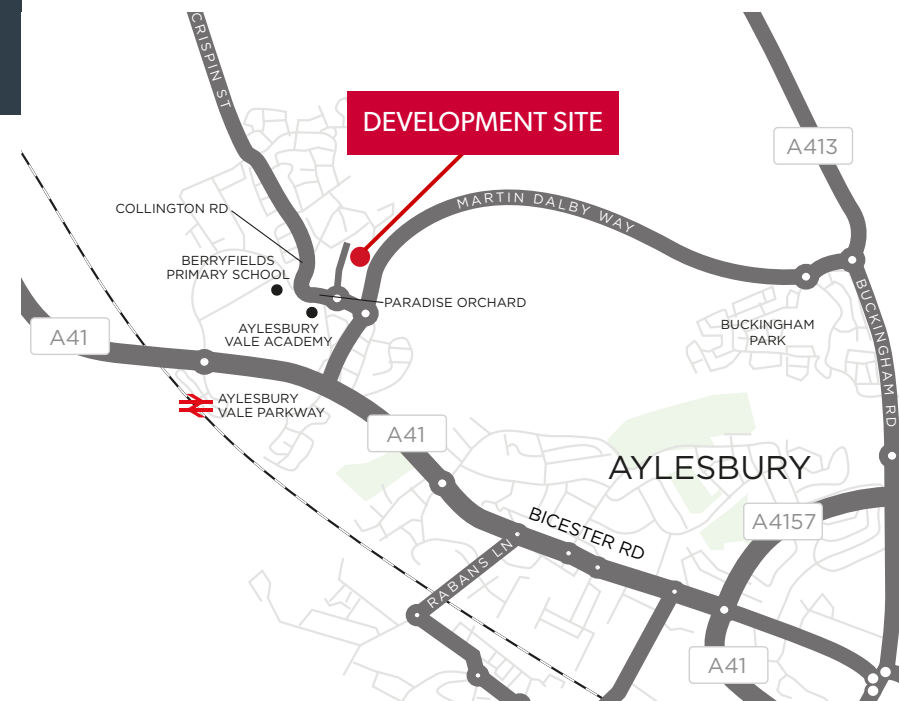 CRISPIN ST
DEVELOPMENT SITE
A413
MARTIN DALBY WAY
COLLINGTON RD
BERRYFIELDS
PRIMARY SCHOOL
PARADISE ORCHARD
AYLESBURY
VALE ACADEMY
BUCKINGHAM
PARK
BUCKINGHAM RD
A41
AYLESBURY
VALE PARKWAY
A41
AYLESBURY
BICESTER RD
A4157
RABANS LN
A41